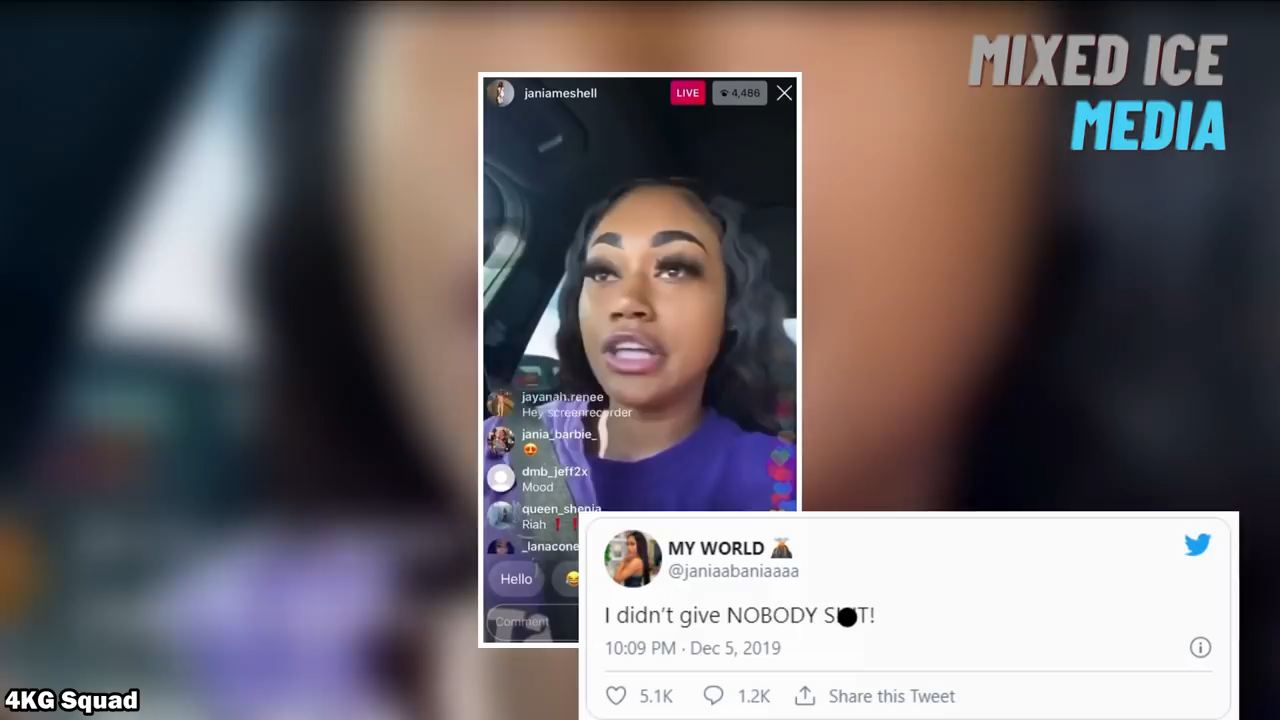 MIXED ICE
MEDIA
janiameshell
LIVE
4,486
jayanah.renee
Hey screenrecorder
jania_barbie_
😍
dmb_jeff2x
Mood
queen_shenia
Riah ❗❗
_lanacone
Hello
😂
Comment
MY WORLD 🌋
@janiaabaniaaaa
I didn't give NOBODY S T!
10:09 PM · Dec 5, 2019
5.1K
1.2K
Share this Tweet
4KG Squad